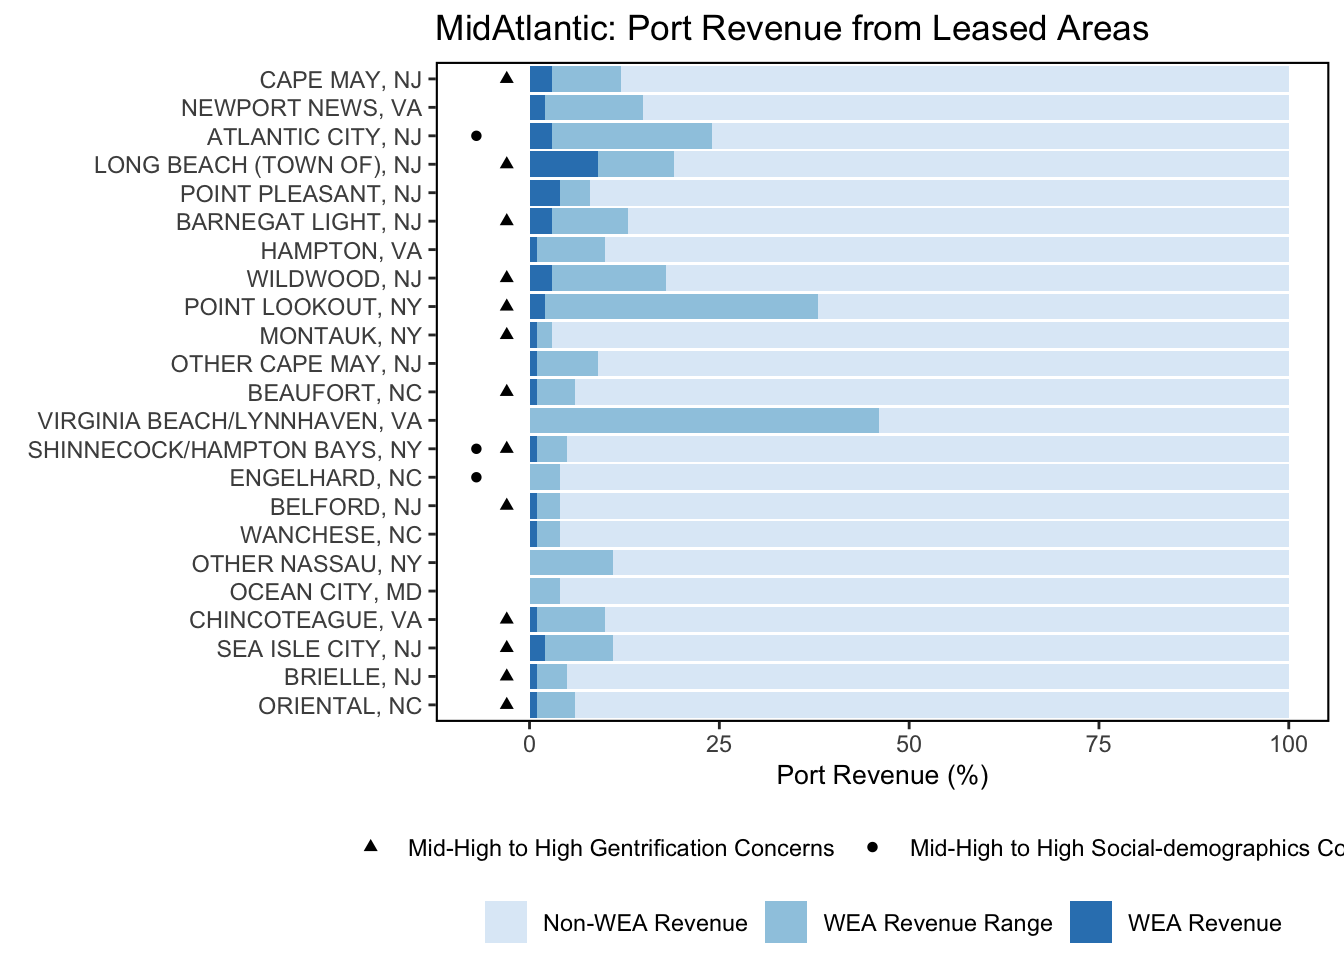 MidAtlantic: Port Revenue from Leased Areas
CAPE MAY, NJ
NEWPORT NEWS, VA
ATLANTIC CITY, NJ
LONG BEACH (TOWN OF), NJ
POINT PLEASANT, NJ
BARNEGAT LIGHT, NJ
HAMPTON, VA
WILDWOOD, NJ
POINT LOOKOUT, NY
MONTAUK, NY
OTHER CAPE MAY, NJ
BEAUFORT, NC
VIRGINIA BEACH/LYNNHAVEN, VA
SHINNECOCK/HAMPTON BAYS, NY
ENGELHARD, NC
BELFORD, NJ
WANCHESE, NC
OTHER NASSAU, NY
OCEAN CITY, MD
CHINCOTEAGUE, VA
SEA ISLE CITY, NJ
BRIELLE, NJ
ORIENTAL, NC
0 25 50 75 100
Port Revenue (%)
Mid-High to High Gentrification Concerns Mid-High to High Social-demographics Co
Non-WEA Revenue WEA Revenue Range WEA Revenue